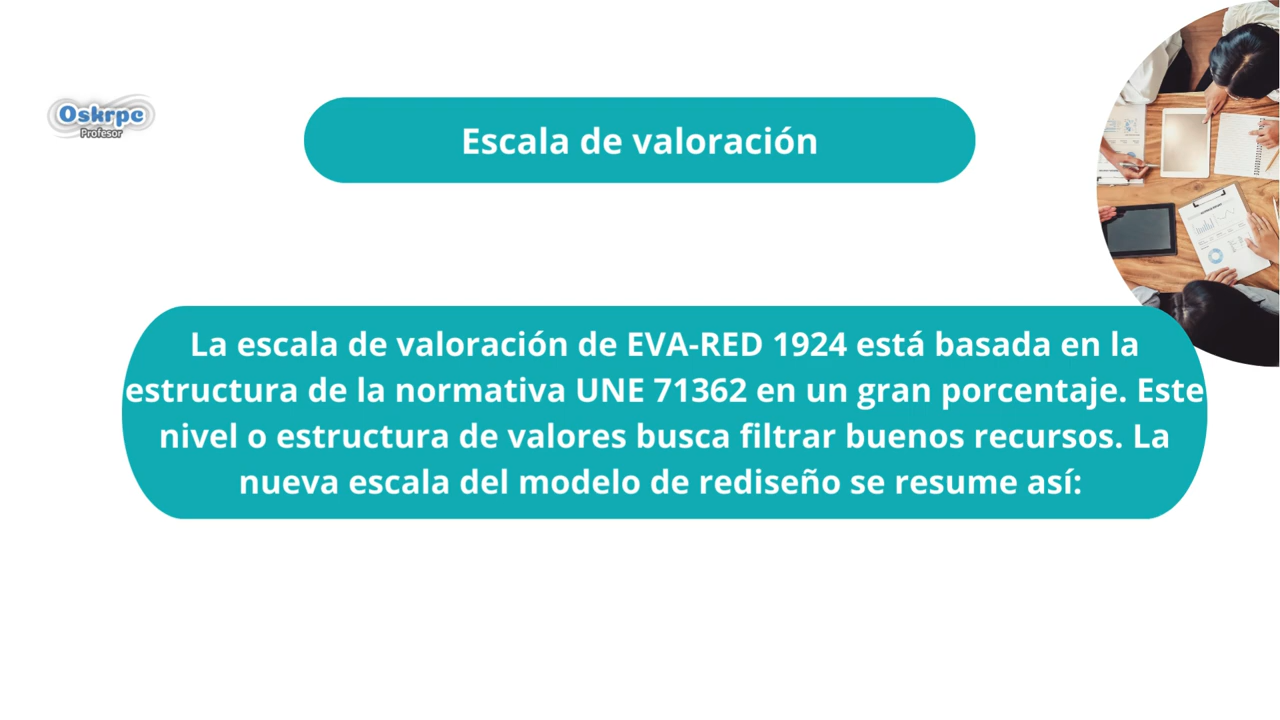 Oskrpe
Profesor
Escala de valoración
La escala de valoración de EVA-RED 1924 está basada en la
estructura de la normativa UNE 71362 en un gran porcentaje. Este
nivel o estructura de valores busca filtrar buenos recursos. La
nueva escala del modelo de rediseño se resume así: